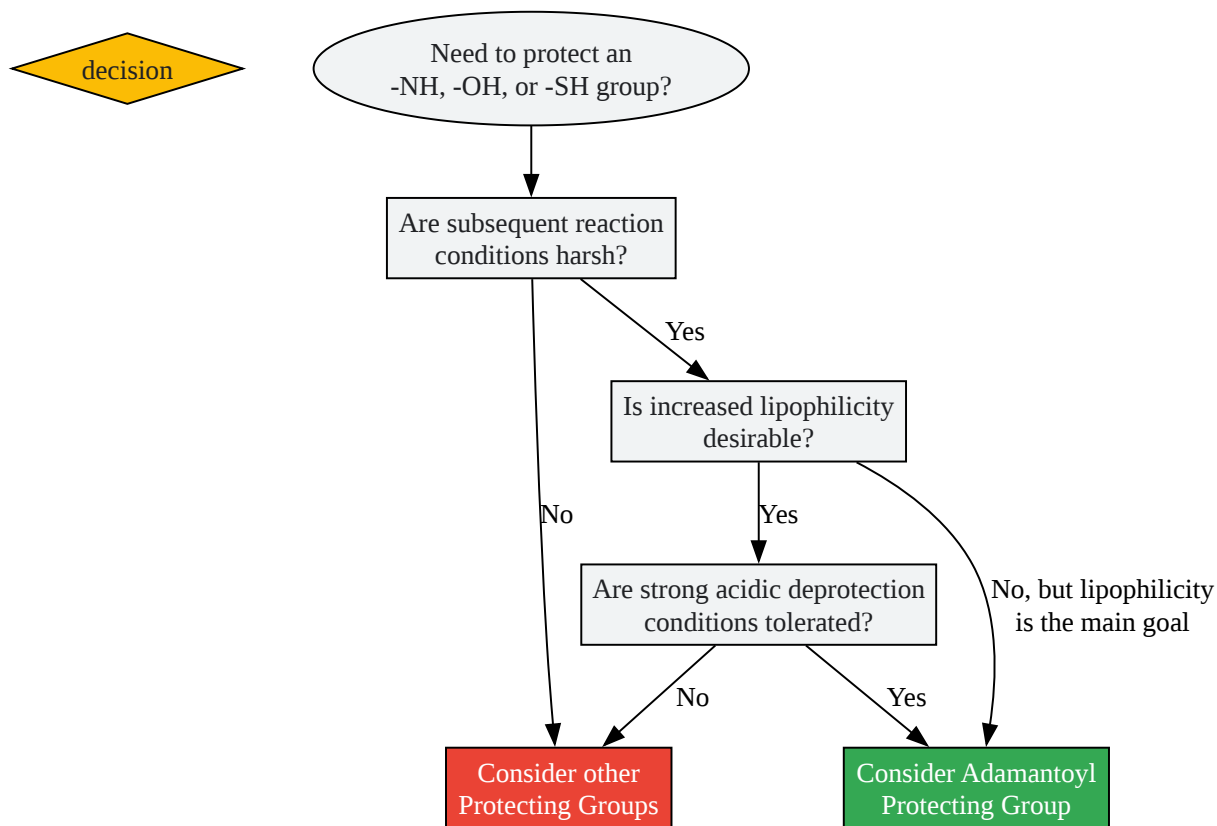 decision
Need to protect an
-NH, -OH, or -SH group?
Are subsequent reaction
conditions harsh?
Yes
Is increased lipophilicity
desirable?
No
Yes
No, but lipophilicity
is the main goal
Are strong acidic deprotection
conditions tolerated?
No
Yes
Consider other
Protecting Groups
Consider Adamantoyl
Protecting Group